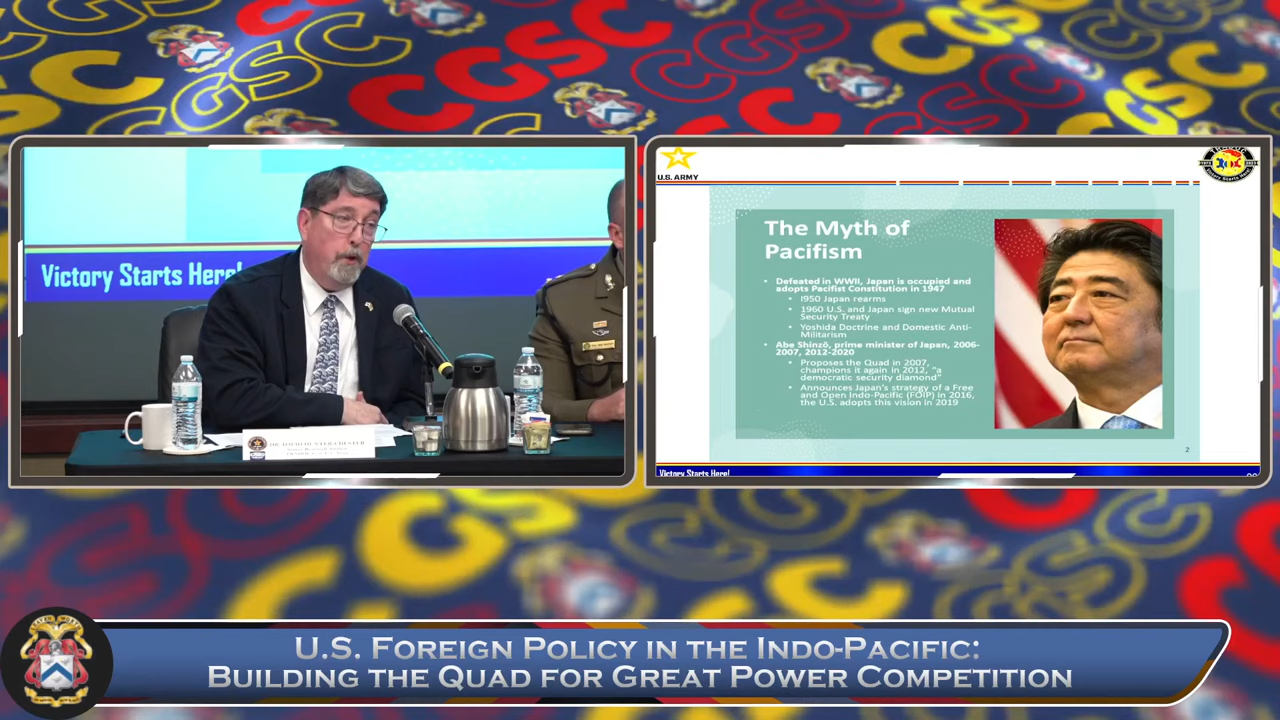 CGSC
Victory Starts Here!
U.S. ARMY
The Myth of
Pacifism
• Defeated in WWII, Japan is occupied and
adopts Pacifist Constitution in 1947
• I950 Japan rearms
• 1960 U.S. and Japan sign new Mutual
Security Treaty
• Yoshida Doctrine and Domestic Anti-
Militarism
• Abe Shinzō, prime minister of Japan, 2006-
2007, 2012-2020
• Proposes the Quad in 2007,
champions it again in 2012, "a
democratic security diamond"
• Announces Japan's strategy of a Free
and Open Indo-Pacific (FOIP) in 2016,
the U.S. adopts this vision in 2019
2
Victory Starts Here!
U.S. Foreign Policy in the Indo-Pacific:
Building the Quad for Great Power Competition